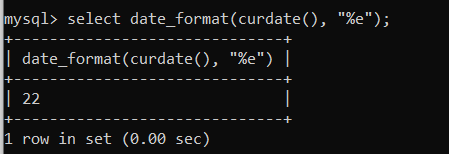 mysql> select date_format(curdate(), "%e");
+------------------------------+
| date_format(curdate(), "%e") |
+------------------------------+
| 22                           |
+------------------------------+
1 row in set (0.00 sec)